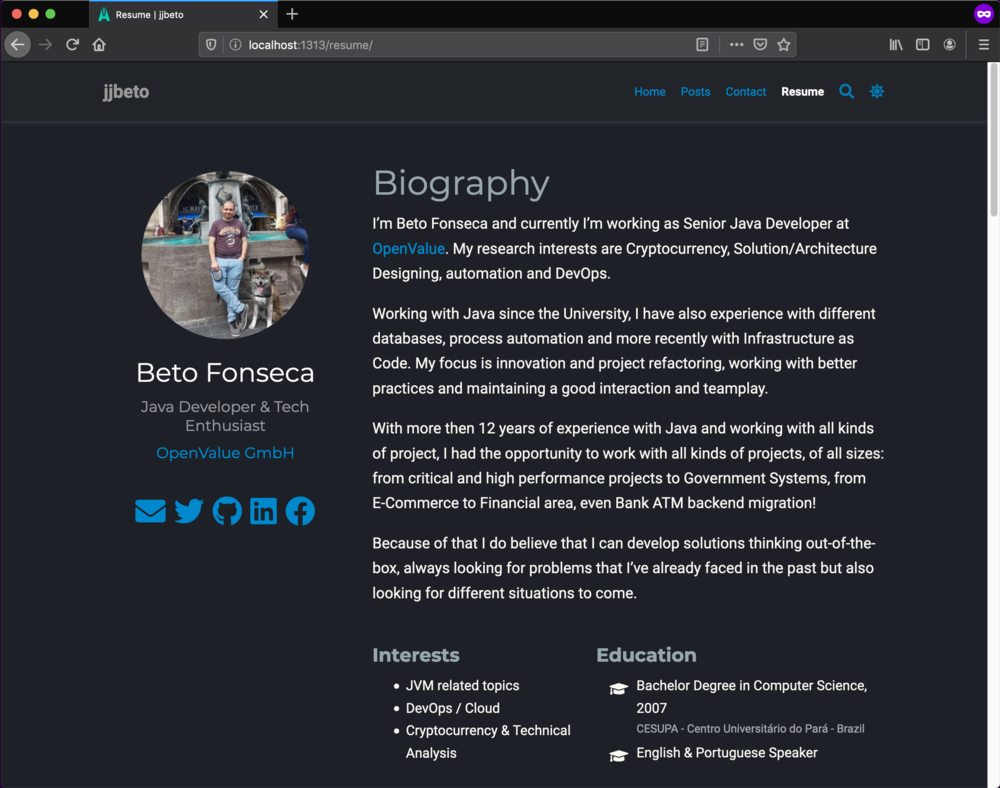 Resume | jjbeto
localhost:1313/resume/
jjbeto
Home
Posts
Contact
Resume
Biography
I'm Beto Fonseca and currently I'm working as Senior Java Developer at
OpenValue. My research interests are Cryptocurrency, Solution/Architecture
Designing, automation and DevOps.
Working with Java since the University, I have also experience with different
databases, process automation and more recently with Infrastructure as
Code. My focus is innovation and project refactoring, working with better
practices and maintaining a good interaction and teamplay.
With more then 12 years of experience with Java and working with all kinds
of project, I had the opportunity to work with all kinds of projects, of all sizes:
from critical and high performance projects to Government Systems, from
E-Commerce to Financial area, even Bank ATM backend migration!
Because of that I do believe that I can develop solutions thinking out-of-the-
box, always looking for problems that I've already faced in the past but also
looking for different situations to come.
Beto Fonseca
Java Developer & Tech
Enthusiast
OpenValue GmbH
Interests
JVM related topics
DevOps / Cloud
Cryptocurrency & Technical
Analysis
Education
Bachelor Degree in Computer Science,
2007
CESUPA - Centro Universitário do Pará - Brazil
English & Portuguese Speaker